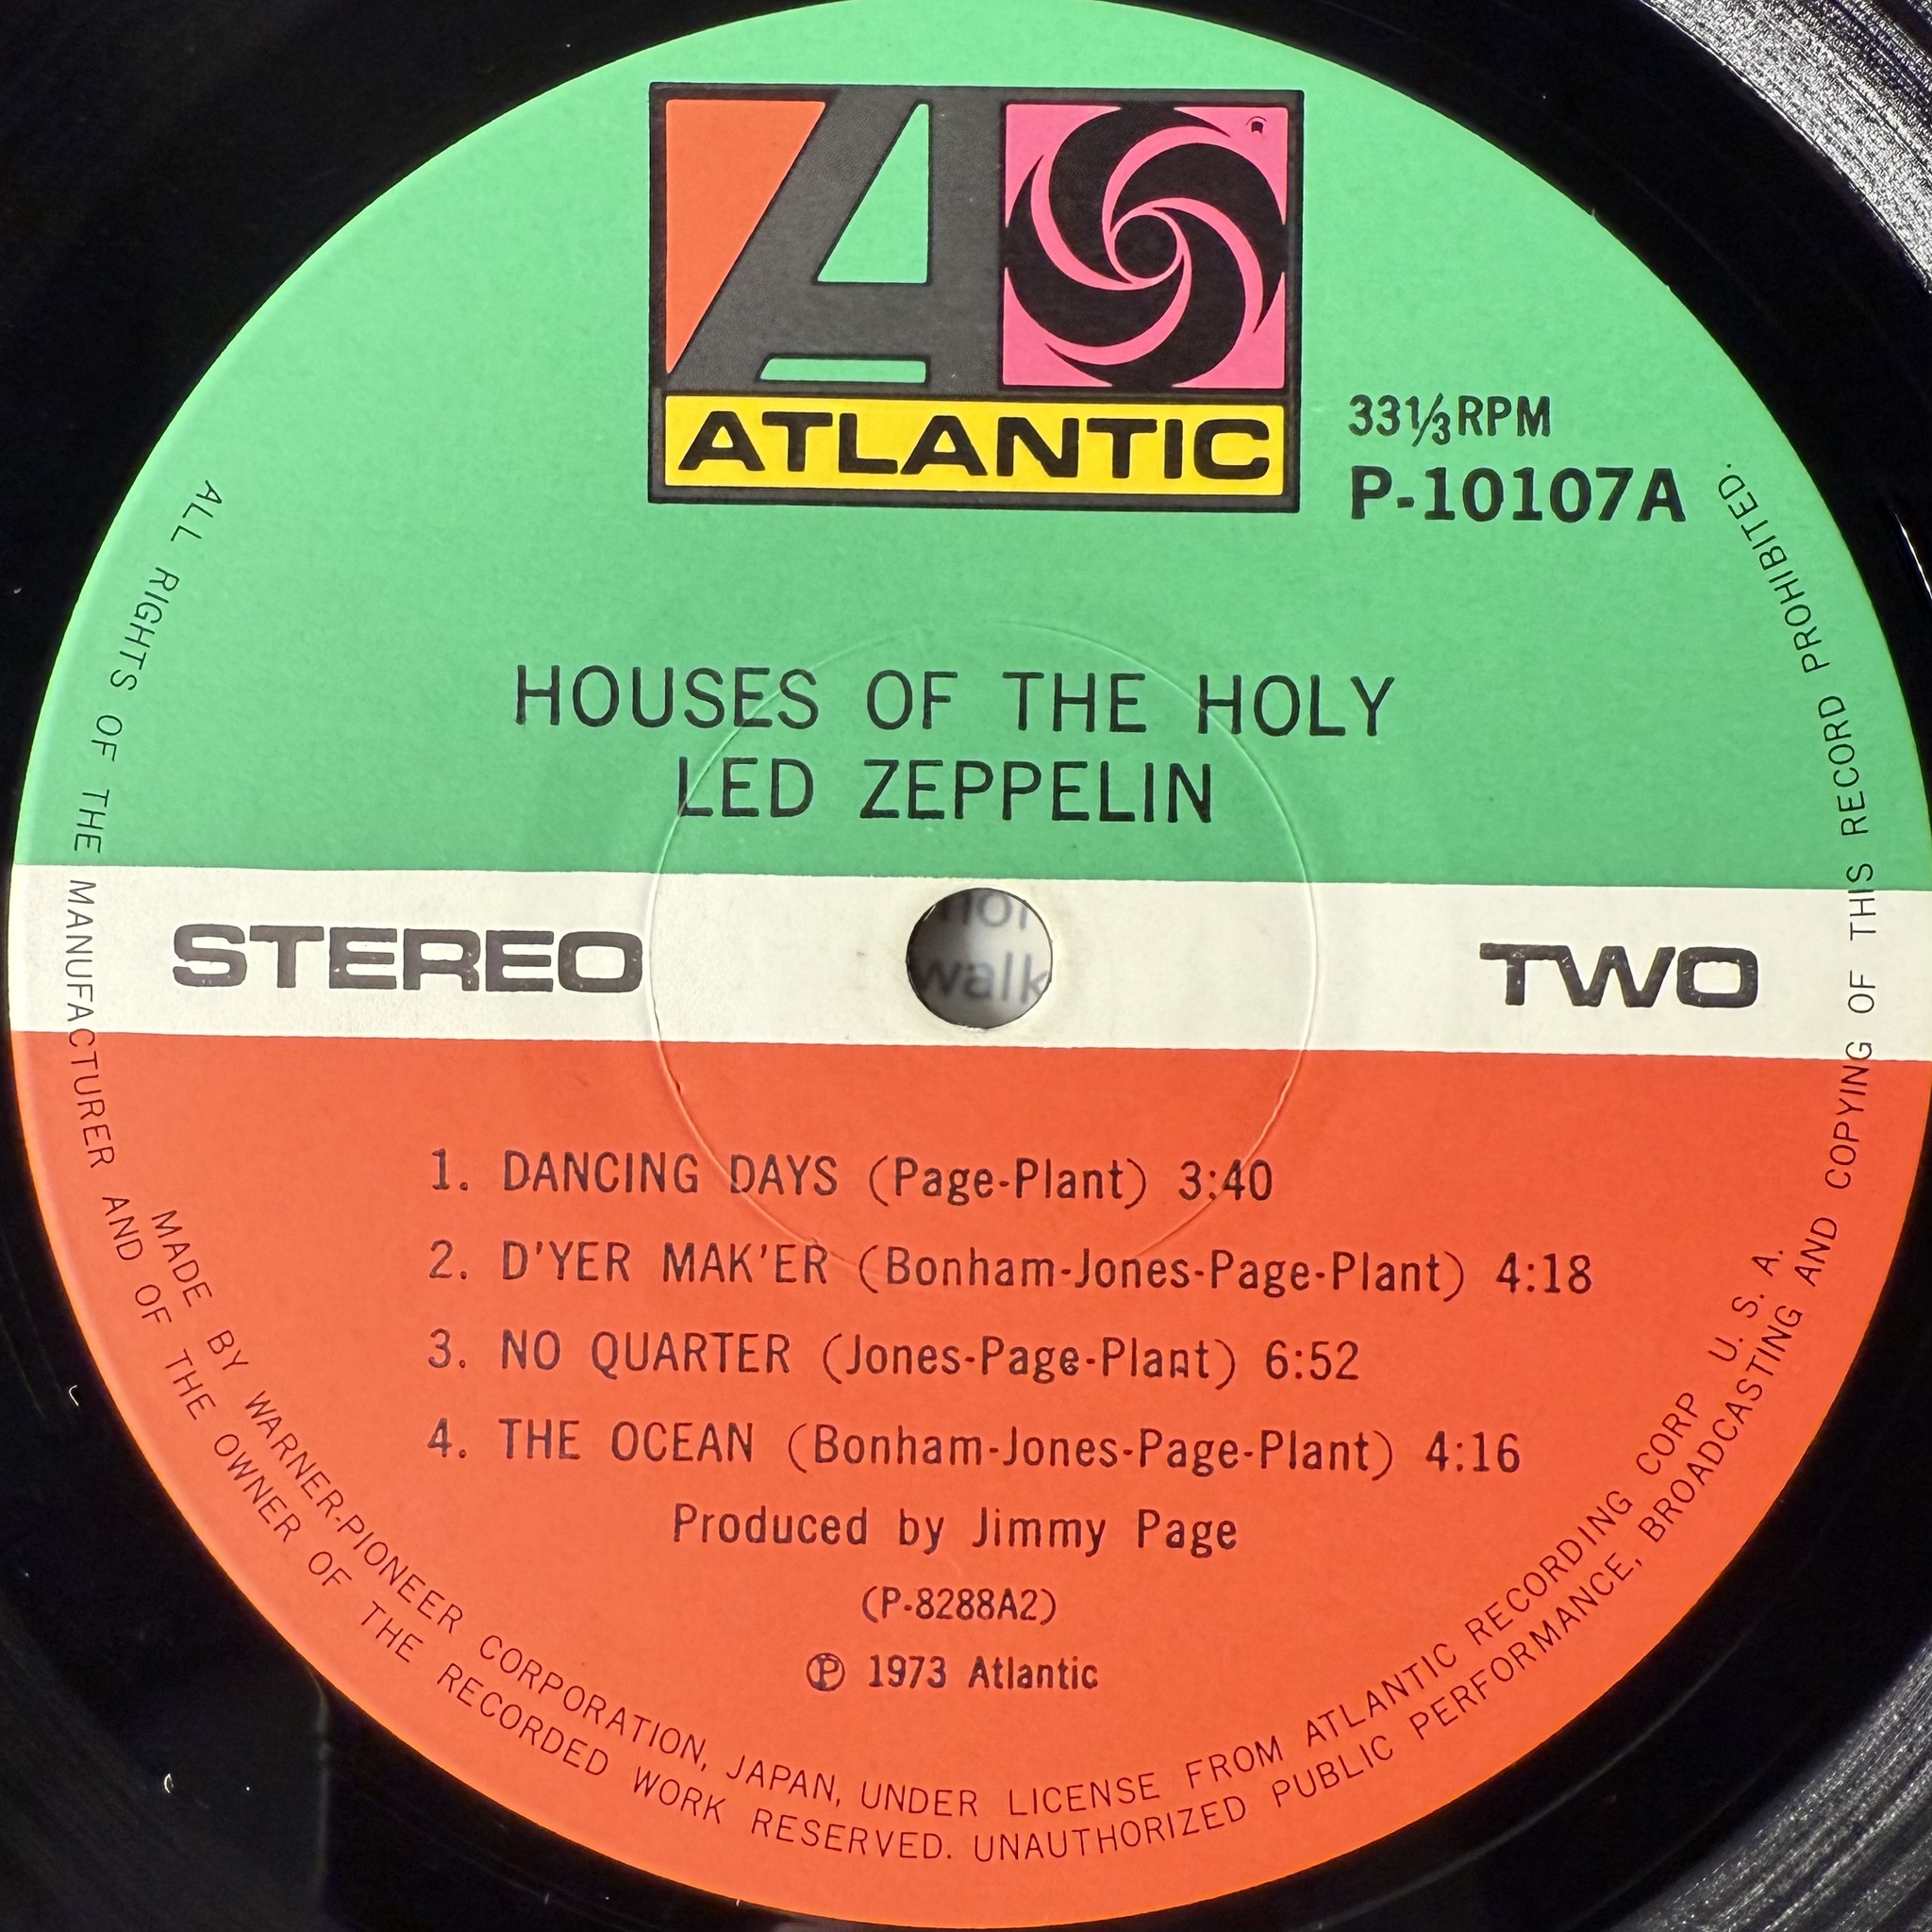 ATLANTIC
33⅓RPM
P-10107A
HOUSES OF THE HOLY
LED ZEPPELIN
STEREO
walk
TWO
1. DANCING DAYS (Page-Plant) 3:40
2. D'YER MAK'ER (Bonham-Jones-Page-Plant) 4:18
3. NO QUARTER (Jones-Page-Plant) 6:52
4. THE OCEAN (Bonham-Jones-Page-Plant) 4:16
Produced by Jimmy Page
(P-8288A2)
Ⓟ 1973 Atlantic
MADE BY WARNER-PIONEER CORPORATION, JAPAN, UNDER LICENSE FROM ATLANTIC RECORDING CORP U. S. A.
ALL RIGHTS OF THE MANUFACTURER AND OF THE OWNER OF THE RECORDED WORK RESERVED. UNAUTHORIZED PUBLIC PERFORMANCE, BROADCASTING AND COPYING OF THIS RECORD PROHIBITED.